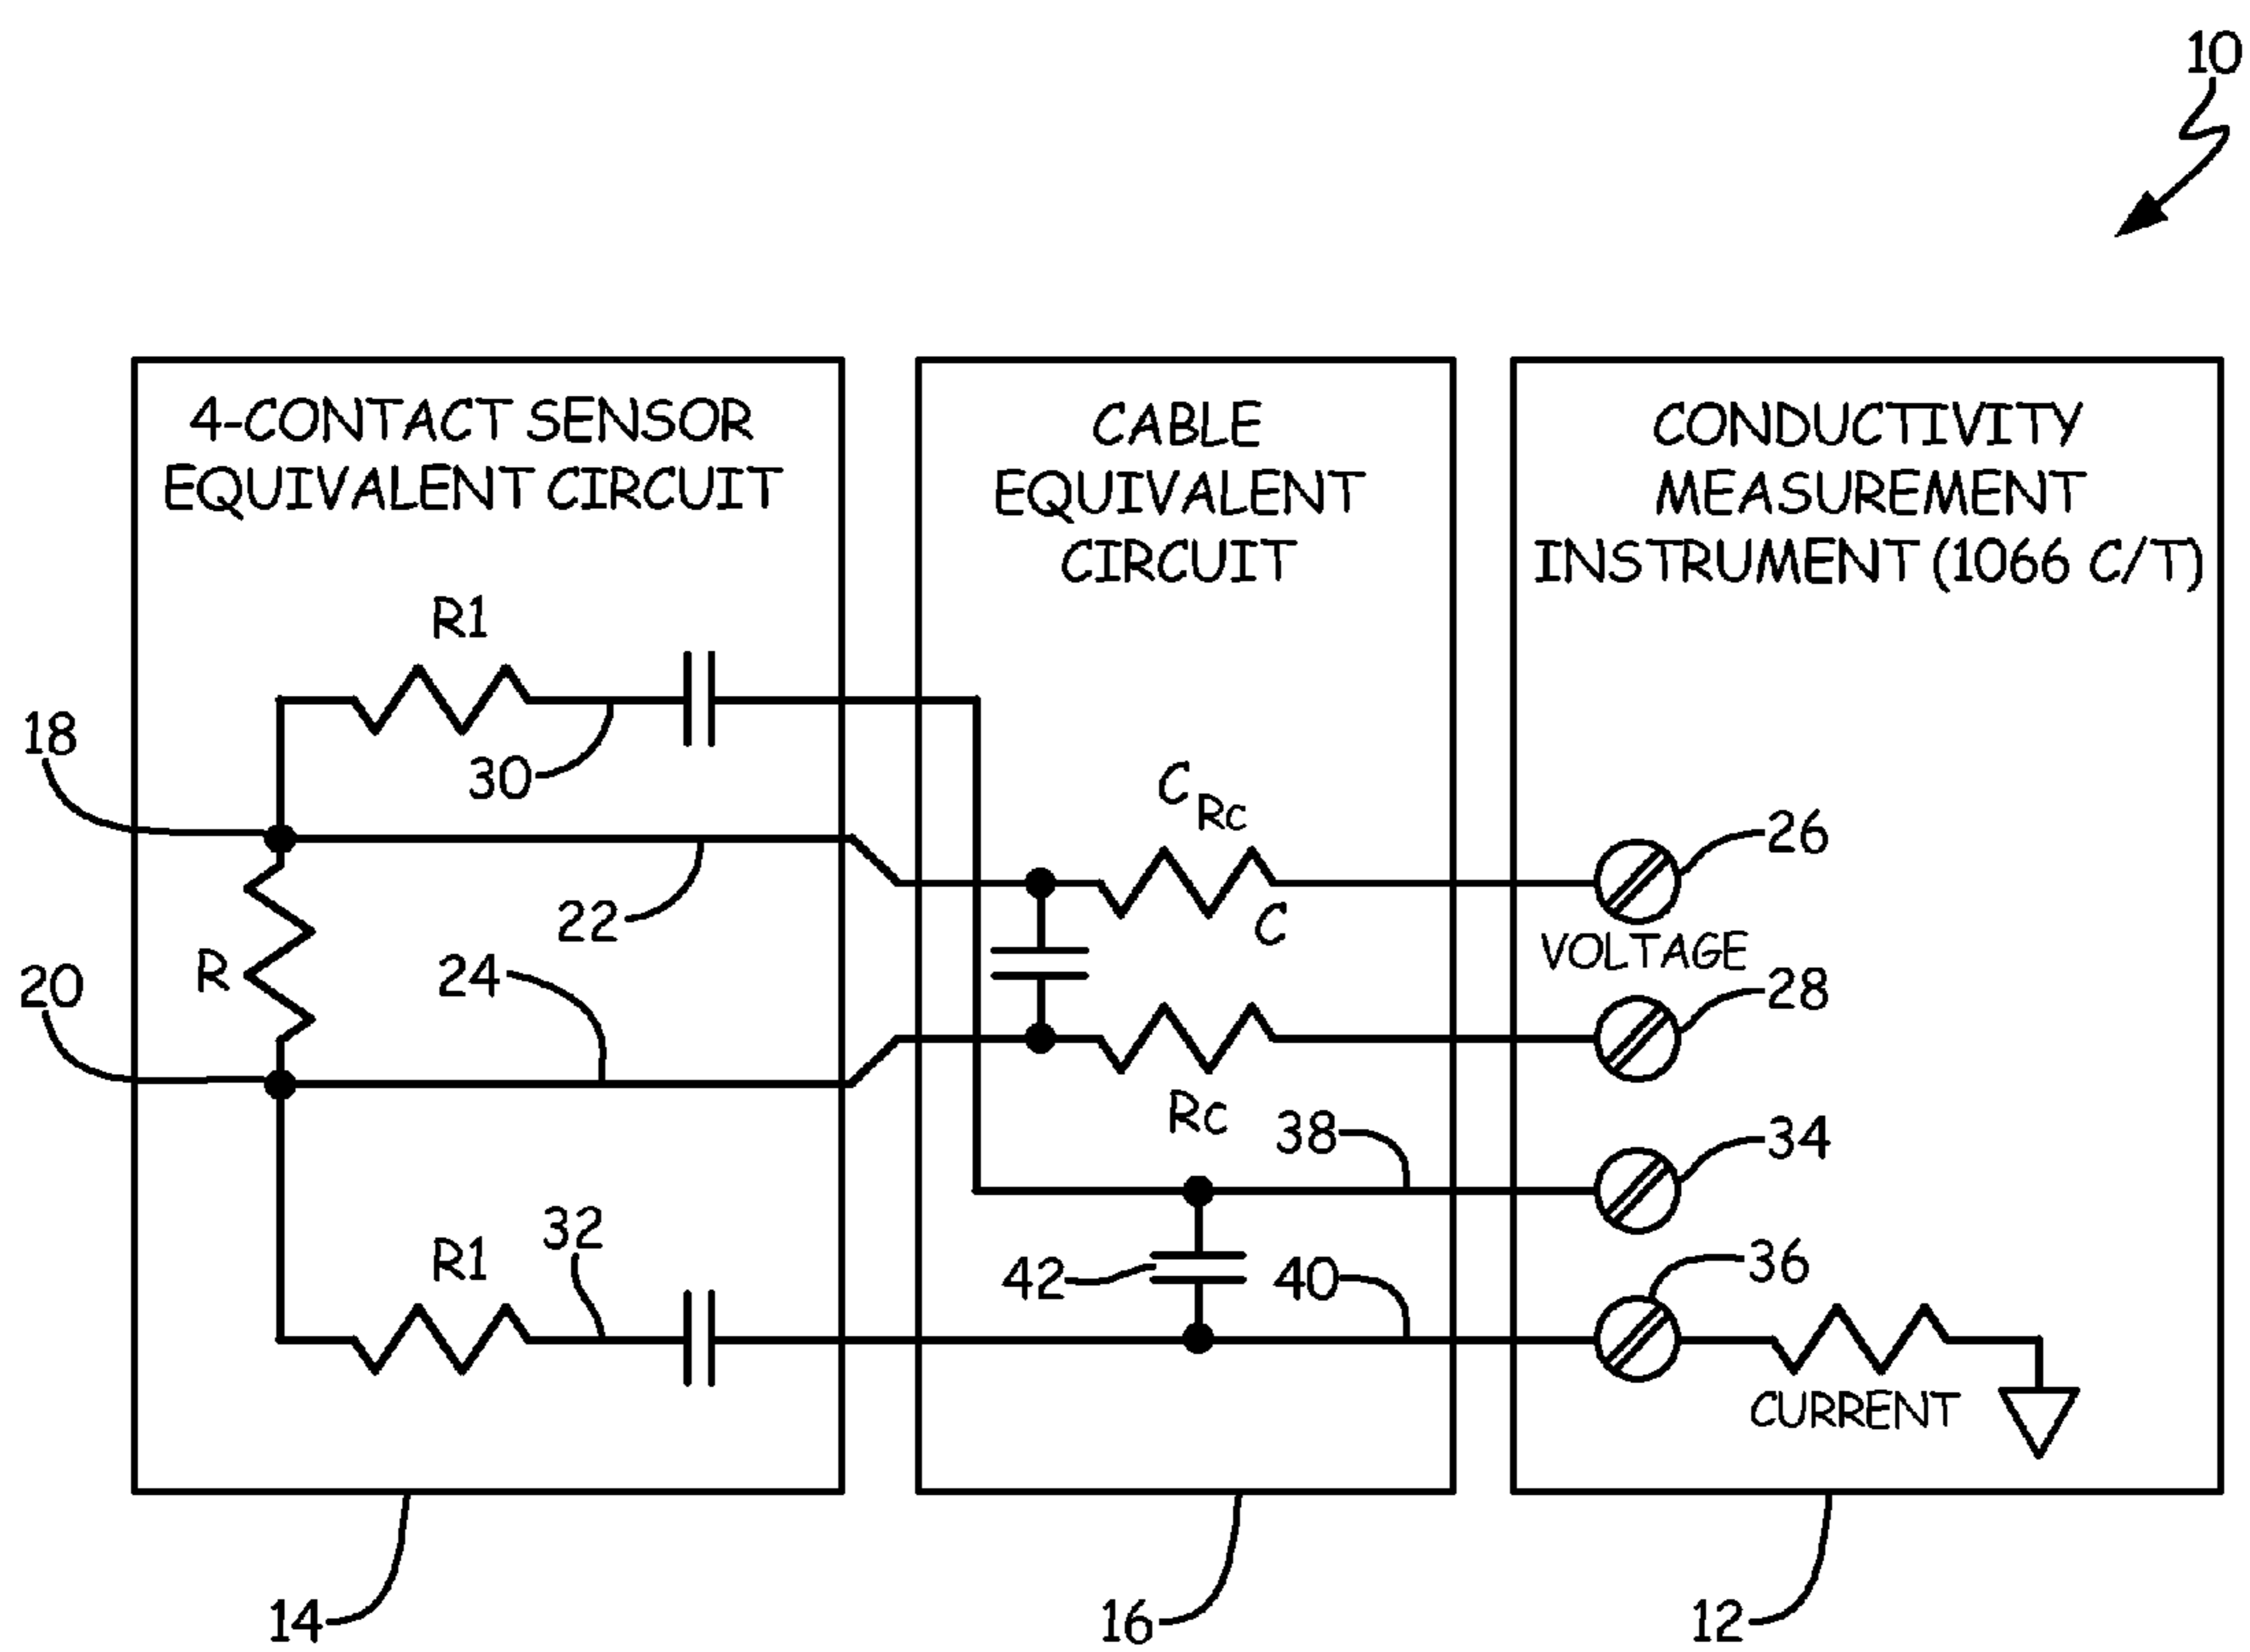 10
4-CONTACT SENSOR
EQUIVALENT CIRCUIT
CABLE
EQUIVALENT
CIRCUIT
CONDUCTIVITY
MEASUREMENT
INSTRUMENT (1066 C/T)
R1
30
18
22
R
24
20
R1
32
C Rc
C
Rc
38
42
40
26
VOLTAGE
28
34
36
CURRENT
14
16
12